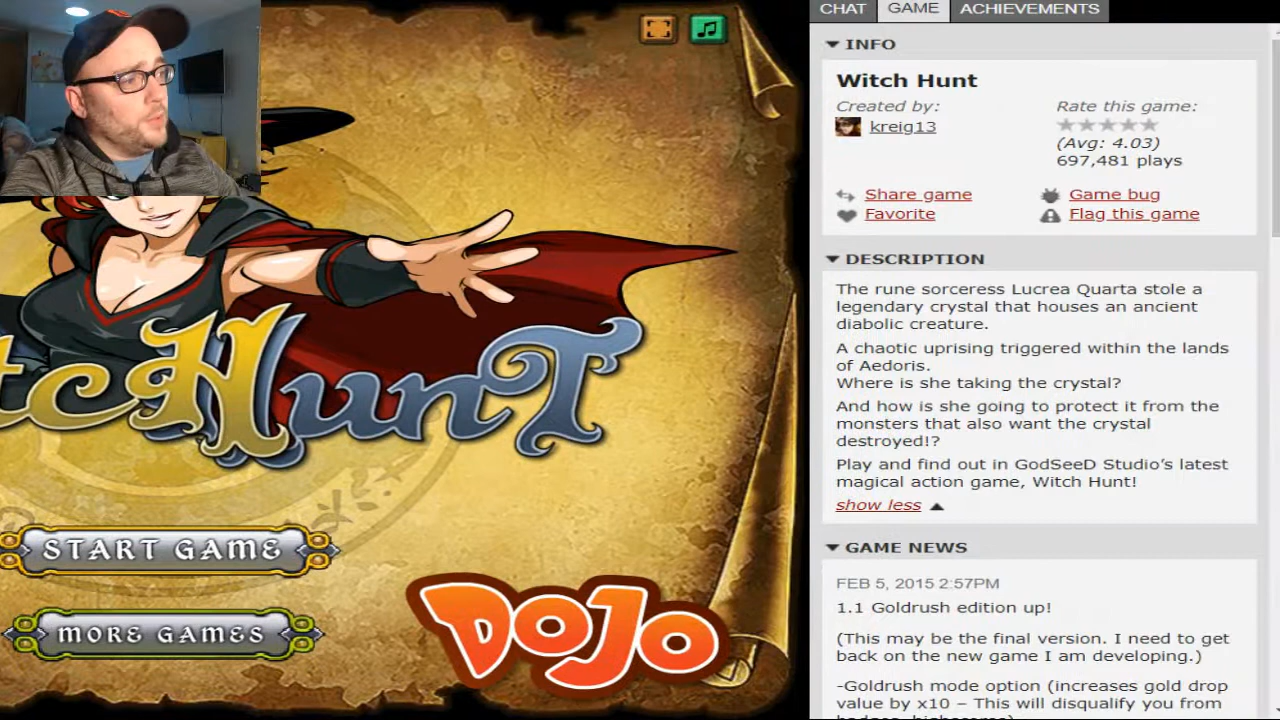 CHAT GAME ACHIEVEMENTS
INFO
Witch Hunt
Created by: Rate this game:
kreig13
(Avg: 4.03)
697,481 plays
Share game Game bug
Favorite Flag this game
DESCRIPTION
The rune sorceress Lucrea Quarta stole a
legendary crystal that houses an ancient
diabolic creature.
A chaotic uprising triggered within the lands
of Aedoris.
Where is she taking the crystal?
And how is she going to protect it from the
monsters that also want the crystal
destroyed!?
Play and find out in GodSeeD Studio's latest
magical action game, Witch Hunt!
show less
GAME NEWS
FEB 5, 2015 2:57PM
1.1 Goldrush edition up!
(This may be the final version. I need to get
back on the new game I am developing.)
-Goldrush mode option (increases gold drop
value by x10 – This will disqualify you from
tcHunT
START GAME
MORE GAMES
DOJO